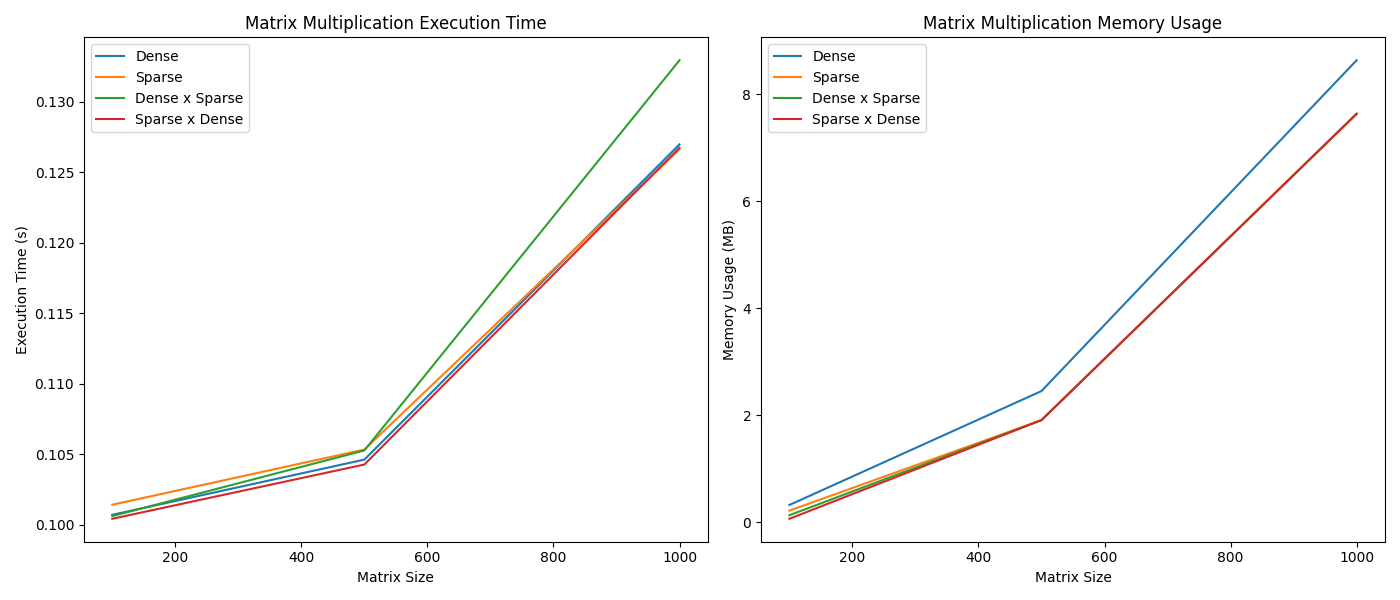 Matrix Multiplication Execution Time
Dense
Sparse
Dense x Sparse
Sparse x Dense
Execution Time (s)
0.130
0.125
0.120
0.115
0.110
0.105
0.100
200 400 600 800 1000
Matrix Size
Matrix Multiplication Memory Usage
Dense
Sparse
Dense x Sparse
Sparse x Dense
Memory Usage (MB)
8
6
4
2
0
200 400 600 800 1000
Matrix Size